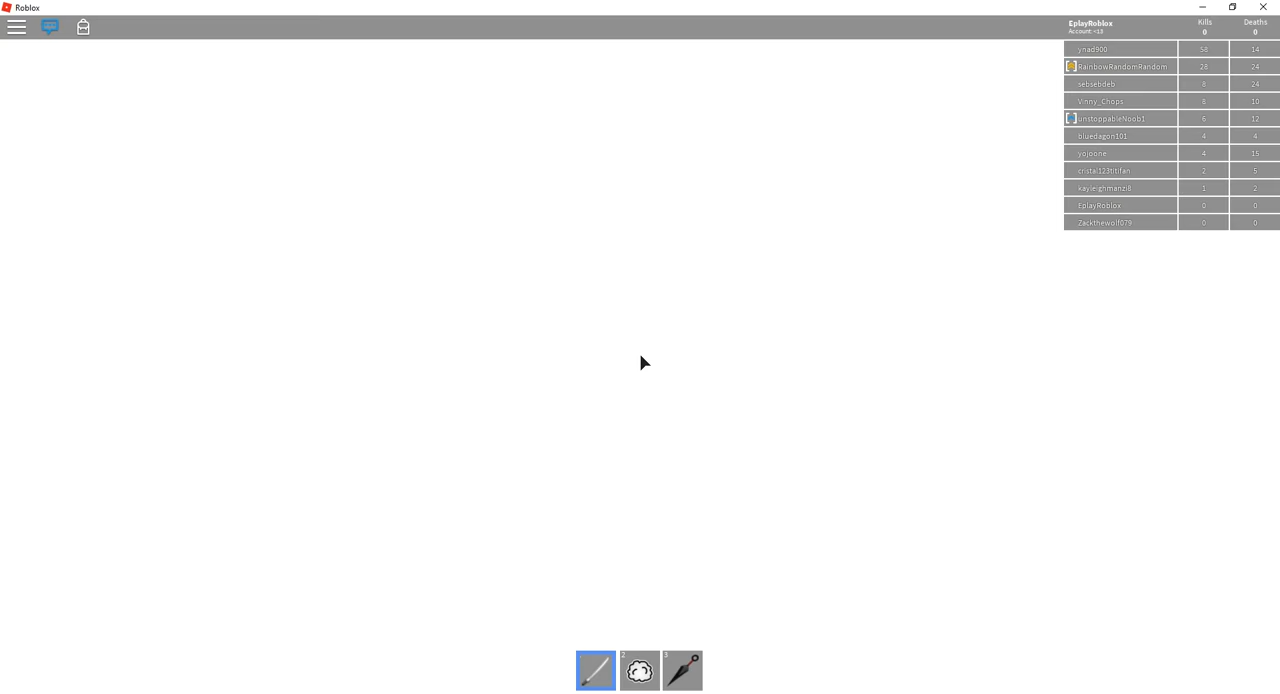 Roblox
EplayRoblox Kills Deaths
Account: <13 0 0
ynad900 58 14
RainbowRandomRandom 28 24
sebsebdeb 8 24
Vinny_Chops 8 10
unstoppableNoob1 6 12
bluedagon101 4 4
yojoone 4 15
cristal123titifan 2 5
kayleighmanzi8 1 2
EplayRoblox 0 0
Zackthewolf079 0 0
2 3